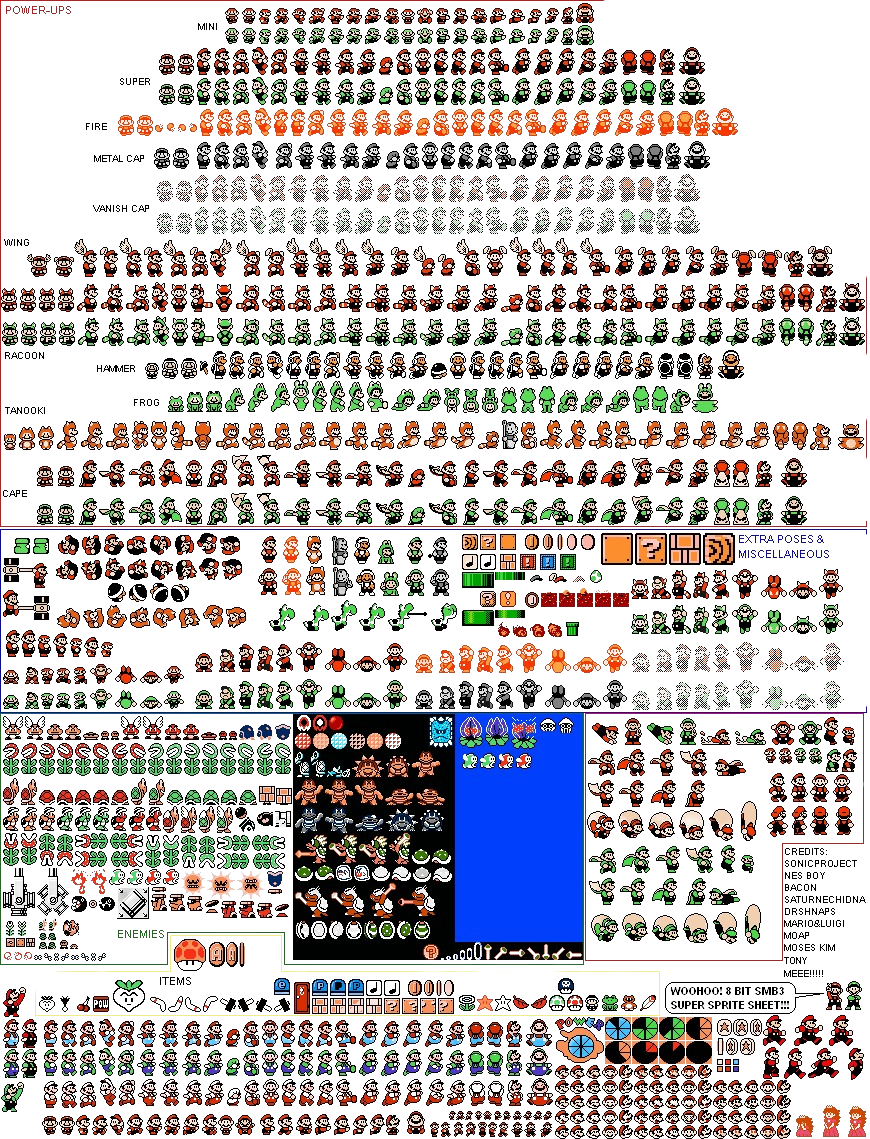 POWER-UPS
MINI
SUPER
FIRE
METAL CAP
VANISH CAP
WING
RACOON
HAMMER
FROG
TANOOKI
CAPE
EXTRA POSES &
MISCELLANEOUS
CREDITS:
SONICPROJECT
NES BOY
BACON
SATURNECHIDNA
DRSHNAPS
MARIO&LUIGI
MOAP
MOSES KIM
TONY
MEEE!!!!!
ENEMIES
ITEMS
POW
P P P
WOOHOO! 8 BIT SMB3
SUPER SPRITE SHEET!!!
POWER